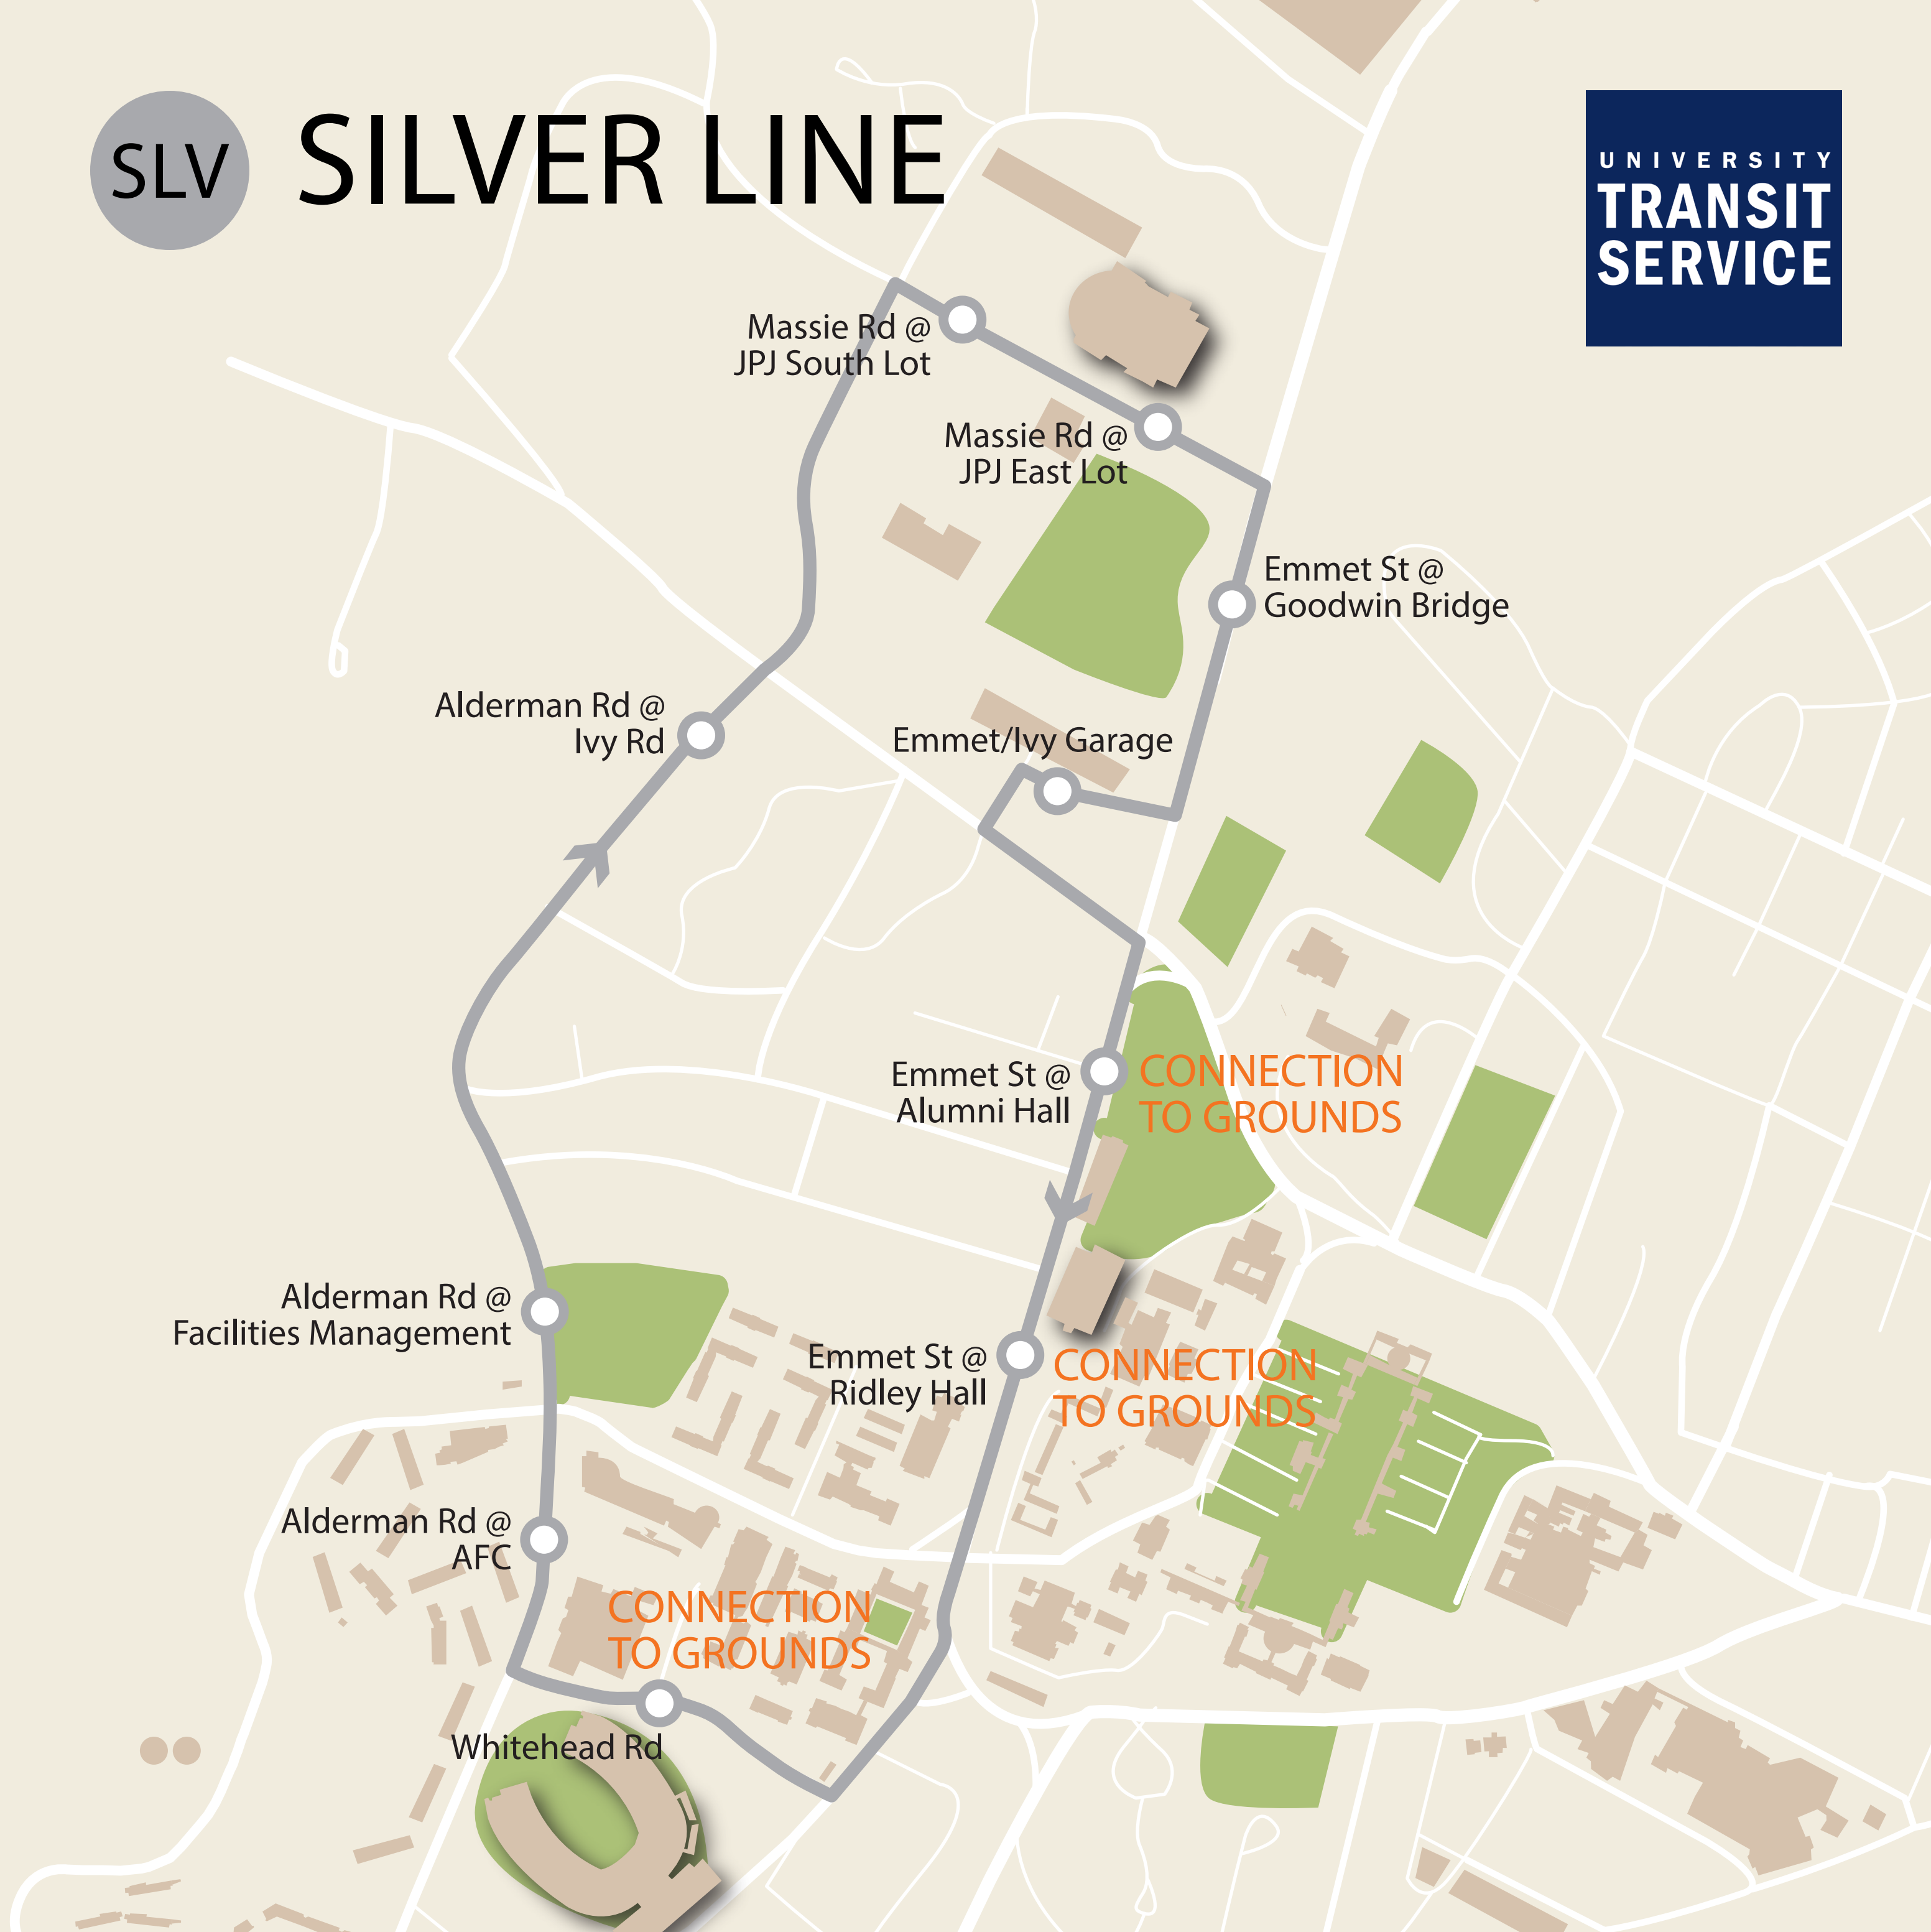 SLV
SILVER LINE
UNIVERSITY
TRANSIT
SERVICE
Massie Rd @
JPJ South Lot
Massie Rd @
JPJ East Lot
Emmet St @
Goodwin Bridge
Alderman Rd @
Ivy Rd
Emmet/Ivy Garage
Emmet St @
Alumni Hall
CONNECTION
TO GROUNDS
Alderman Rd @
Facilities Management
Emmet St @
Ridley Hall
CONNECTION
TO GROUNDS
Alderman Rd @
AFC
CONNECTION
TO GROUNDS
Whitehead Rd